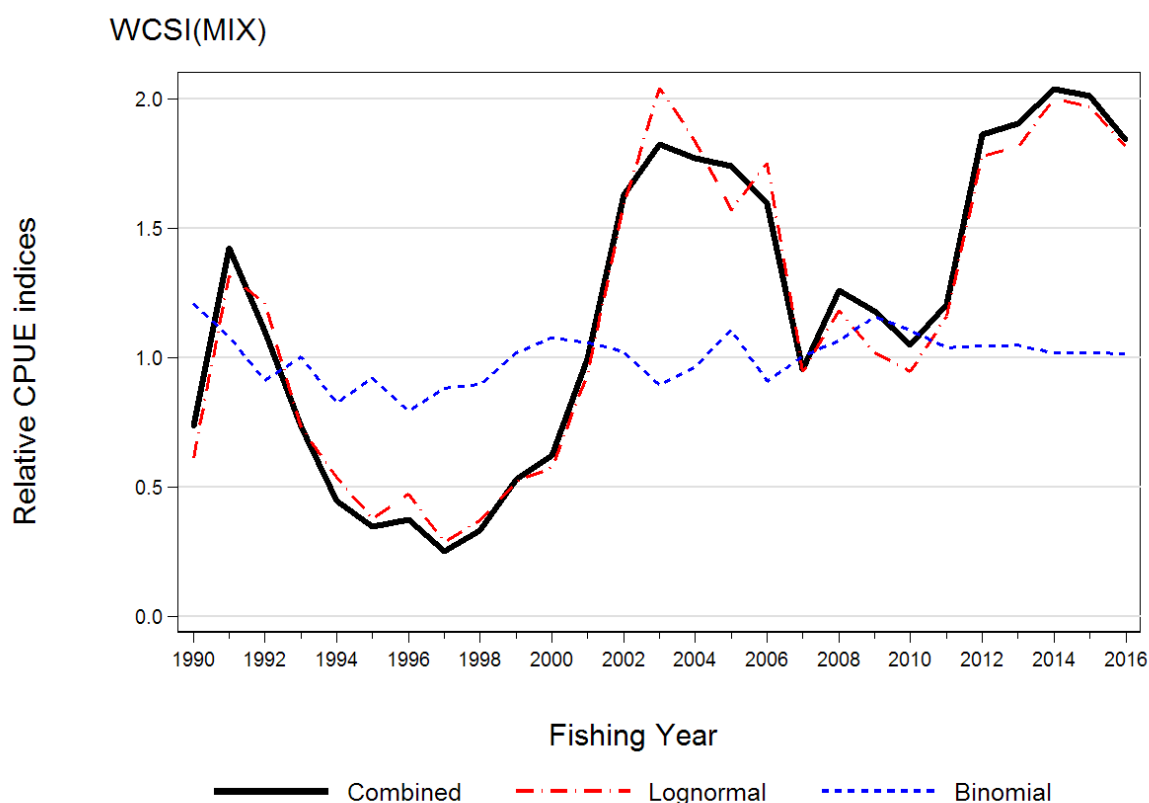 WCSI(MIX)
Relative CPUE indices
2.0
1.5
1.0
0.5
0.0
1990 1992 1994 1996 1998 2000 2002 2004 2006 2008 2010 2012 2014 2016
Fishing Year
Combined Lognormal Binomial